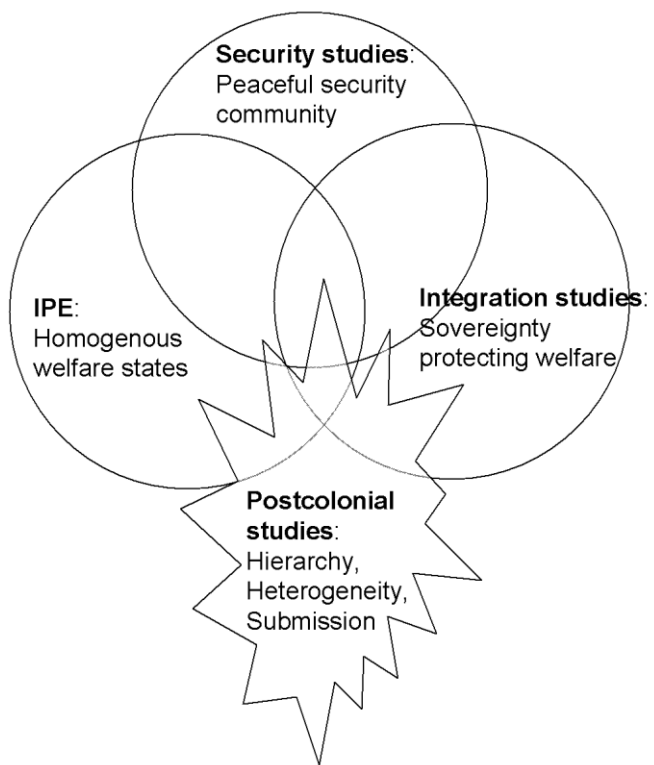 Security studies:
Peaceful security
community
IPE:
Homogenous
welfare states
Integration studies:
Sovereignty
protecting welfare
Postcolonial
studies:
Hierarchy,
Heterogeneity,
Submission